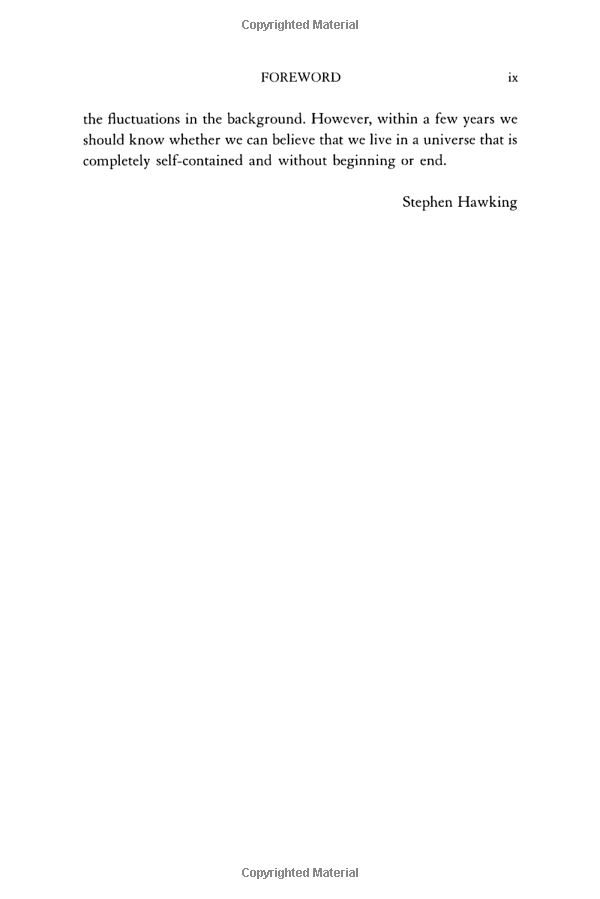 Copyrighted Material
FOREWORD ix
the fluctuations in the background. However, within a few years we
should know whether we can believe that we live in a universe that is
completely self-contained and without beginning or end.
Stephen Hawking
Copyrighted Material